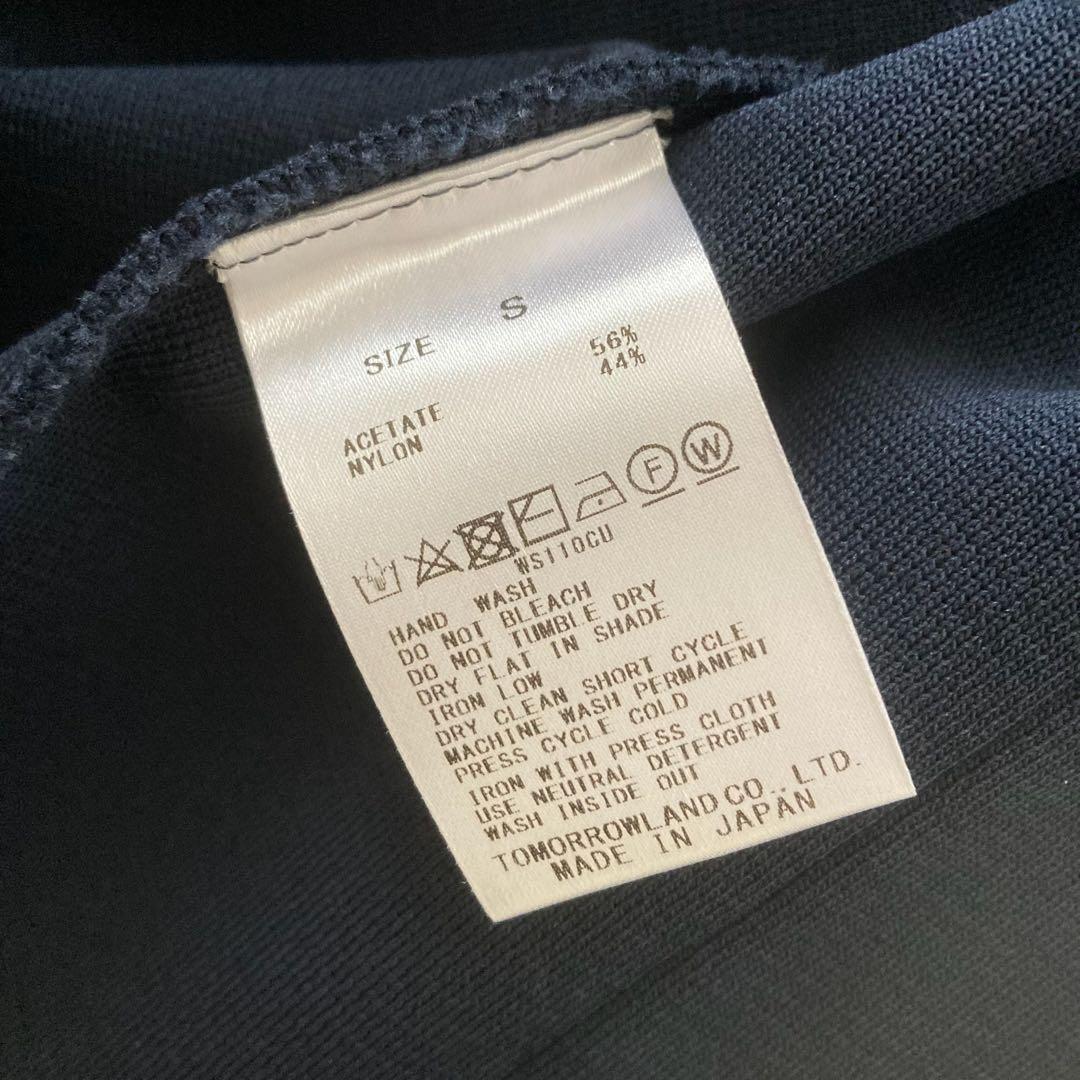 SIZE S
ACETATE 56%
NYLON 44%
F W
WS110CU
HAND WASH
DO NOT BLEACH
DO NOT TUMBLE DRY
DRY FLAT IN SHADE
IRON LOW
DRY CLEAN SHORT CYCLE
MACHINE WASH PERMANENT
PRESS CYCLE COLD
IRON WITH PRESS CLOTH
USE NEUTRAL DETERGENT
WASH INSIDE OUT
TOMORROWLAND CO., LTD.
MADE IN JAPAN